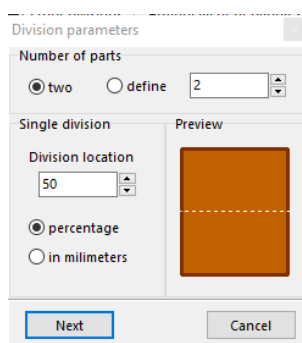 Division parameters
Number of parts
two
define
2
Single division
Preview
Division location
50
percentage
in milimeters
Next
Cancel